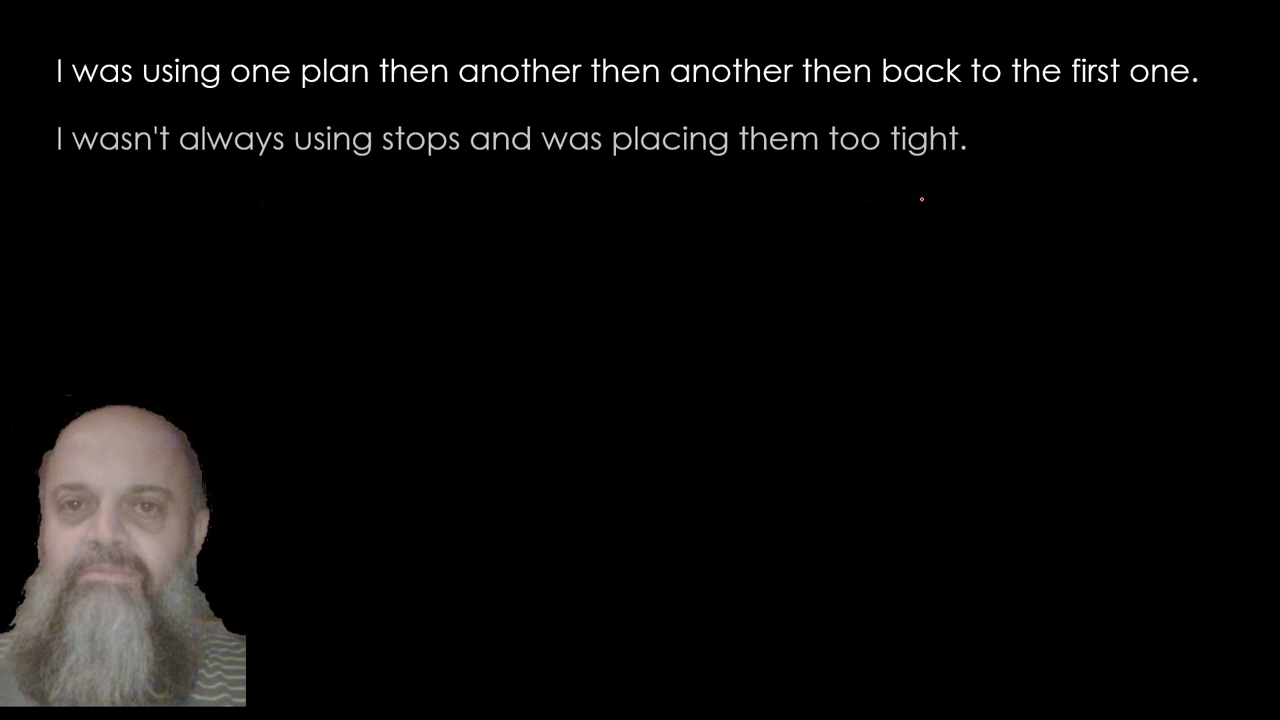 I was using one plan then another then another then back to the first one.
I wasn't always using stops and was placing them too tight.